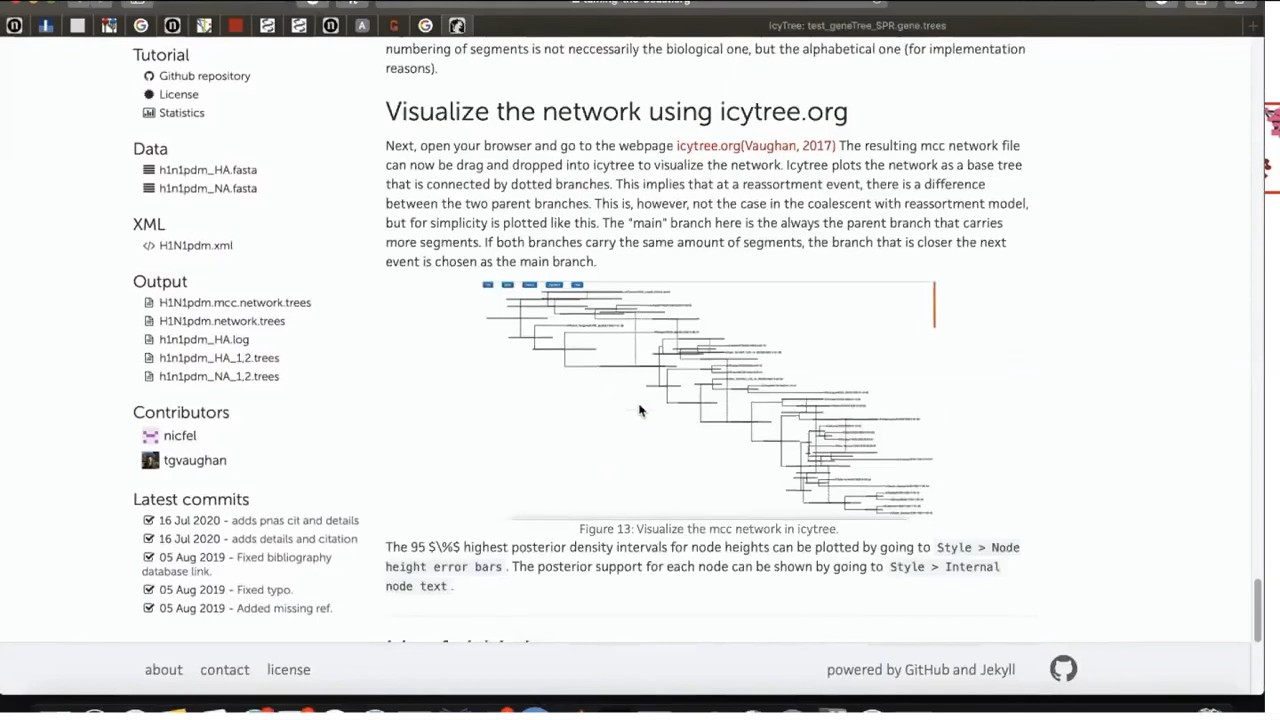 IcyTree: test_geneTree_SPR.gene.trees
Tutorial
Github repository
License
Statistics
Data
h1n1pdm_HA.fasta
h1n1pdm_NA.fasta
XML
</> H1N1pdm.xml
Output
H1N1pdm.mcc.network.trees
H1N1pdm.network.trees
h1n1pdm_HA.log
h1n1pdm_HA_1,2.trees
h1n1pdm_NA_1,2.trees
Contributors
nicfel
tgvaughan
Latest commits
16 Jul 2020 - adds pnas cit and details
16 Jul 2020 - adds details and citation
05 Aug 2019 - Fixed bibliography
database link.
05 Aug 2019 - Fixed typo.
05 Aug 2019 - Added missing ref.
numbering of segments is not neccessarily the biological one, but the alphabetical one (for implementation
reasons).
Visualize the network using icytree.org
Next, open your browser and go to the webpage icytree.org(Vaughan, 2017) The resulting mcc network file
can now be drag and dropped into icytree to visualize the network. Icytree plots the network as a base tree
that is connected by dotted branches. This implies that at a reassortment event, there is a difference
between the two parent branches. This is, however, not the case in the coalescent with reassortment model,
but for simplicity is plotted like this. The "main" branch here is the always the parent branch that carries
more segments. If both branches carry the same amount of segments, the branch that is closer the next
event is chosen as the main branch.
Figure 13: Visualize the mcc network in icytree.
The 95 $\%$ highest posterior density intervals for node heights can be plotted by going to Style > Node
height error bars . The posterior support for each node can be shown by going to Style > Internal
node text .
about contact license
powered by GitHub and Jekyll